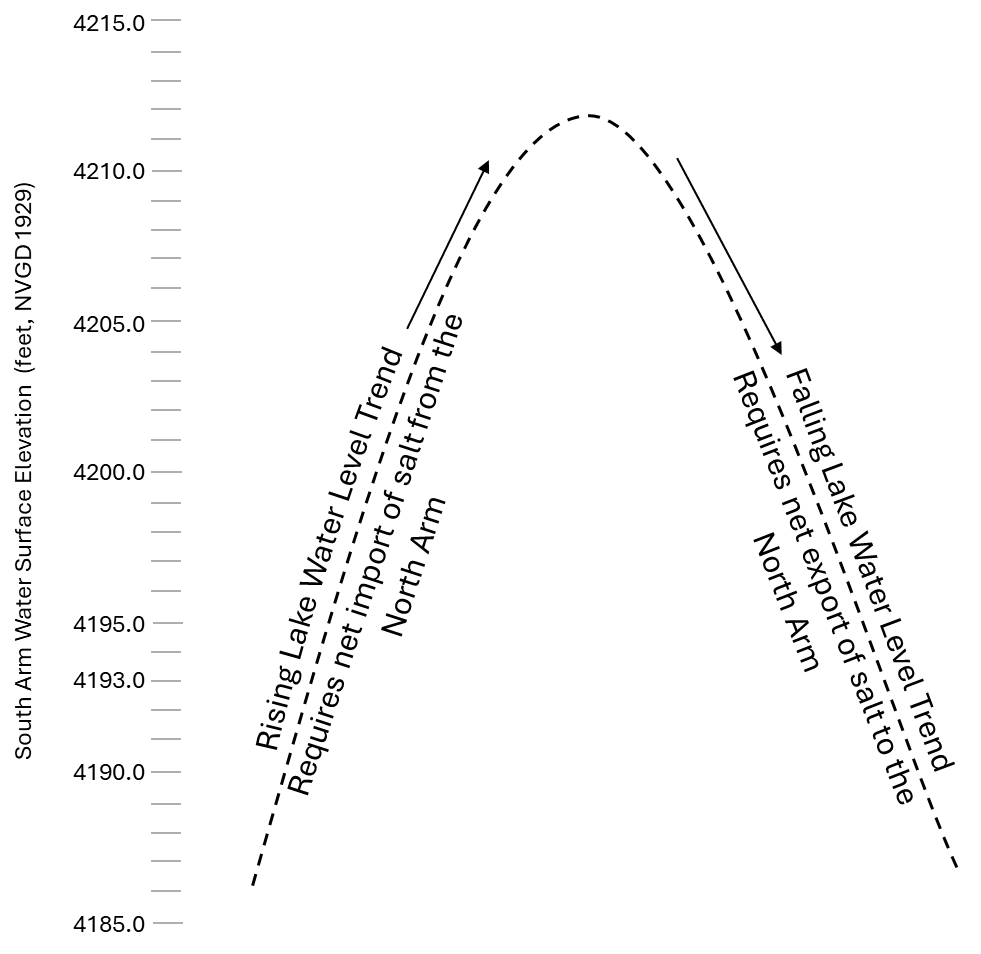 South Arm Water Surface Elevation (feet, NVGD 1929)
4215.0
4210.0
4205.0
4200.0
4195.0
4193.0
4190.0
4185.0
Rising Lake Water Level Trend
Requires net import of salt from the
North Arm
Falling Lake Water Level Trend
Requires net export of salt to the
North Arm